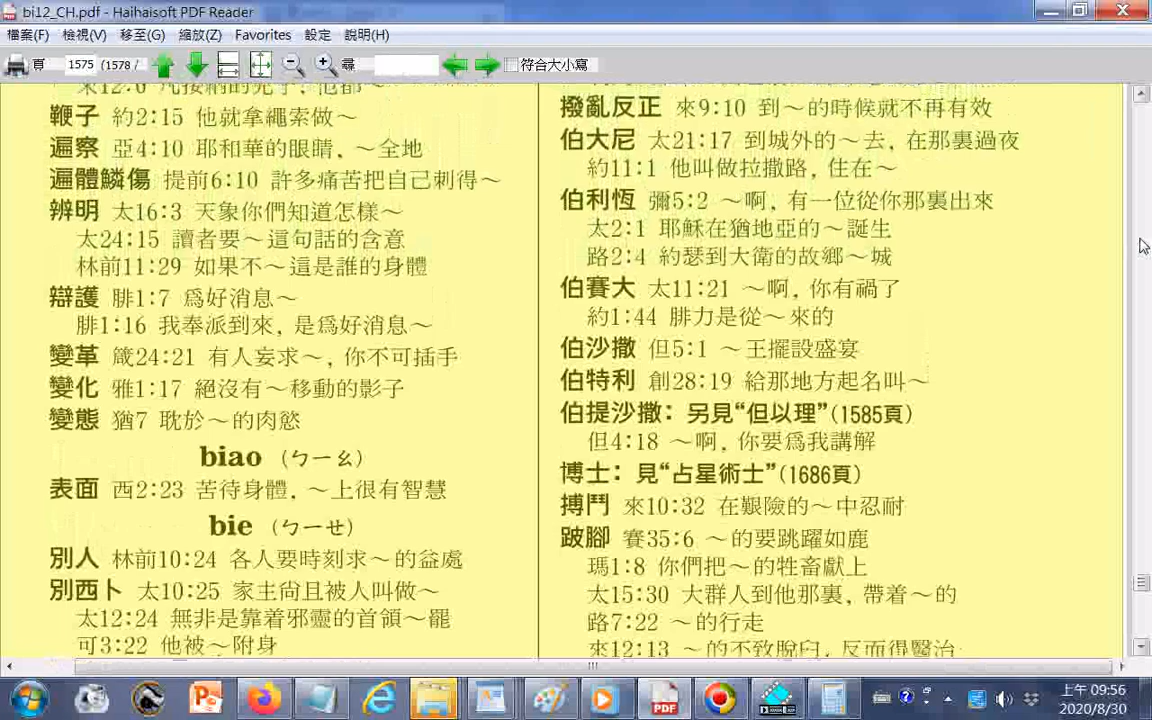 bi12_CH.pdf - Haihaisoft PDF Reader
檔案(F) 檢視(V) 移至(G) 縮放(Z) Favorites 設定 說明(H)
頁 1575 (1578 / 尋 符合大小寫
鞭子 約2:15 他就拿繩索做～
遍察 亞4:10 耶和華的眼睛，～全地
遍體鱗傷 提前6:10 許多痛苦把自己刺得～
辨明 太16:3 天象你們知道怎樣～
太24:15 讀者要～這句話的含意
林前11:29 如果不～這是誰的身體
辯護 腓1:7 爲好消息～
腓1:16 我奉派到來，是爲好消息～
變革 箴24:21 有人妄求～，你不可插手
變化 雅1:17 絕沒有～移動的影子
變態 猶7 耽於～的肉慾
biao (ㄅㄧㄠ)
表面 西2:23 苦待身體，～上很有智慧
bie (ㄅㄧㄝ)
別人 林前10:24 各人要時刻求～的益處
別西卜 太10:25 家主尙且被人叫做～
太12:24 無非是靠着邪靈的首領～罷
可3:22 他被～附身
撥亂反正 來9:10 到～的時候就不再有效
伯大尼 太21:17 到城外的～去，在那裏過夜
約11:1 他叫做拉撒路，住在～
伯利恆 彌5:2 ～啊，有一位從你那裏出來
太2:1 耶穌在猶地亞的～誕生
路2:4 約瑟到大衛的故鄉～城
伯賽大 太11:21 ～啊，你有禍了
約1:44 腓力是從～來的
伯沙撒 但5:1 ～王擺設盛宴
伯特利 創28:19 給那地方起名叫～
伯提沙撒：另見“但以理”(1585頁)
但4:18 ～啊，你要爲我講解
博士：見“占星術士”(1686頁)
搏鬥 來10:32 在艱險的～中忍耐
跛腳 賽35:6 ～的要跳躍如鹿
瑪1:8 你們把～的牲畜獻上
太15:30 大群人到他那裏，帶着～的
路7:22 ～的行走
來12:13 ～的不致脫臼，反而得醫治
上午 09:56
2020/8/30